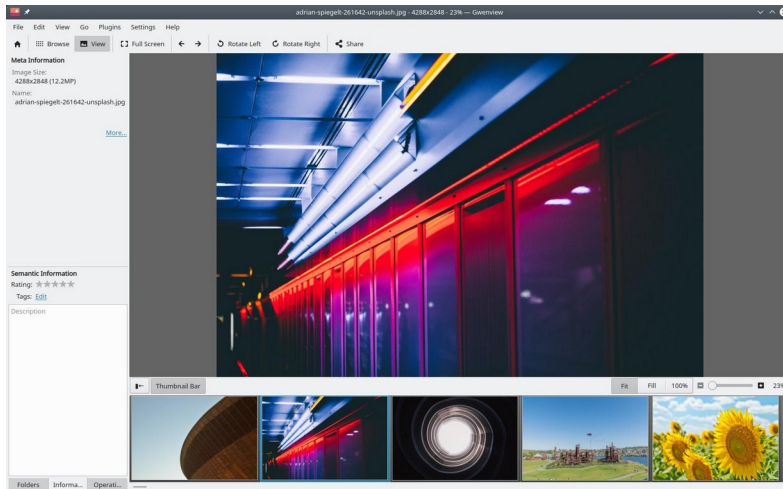 adrian-spiegelt-261642-unsplash.jpg - 4288x2848 - 23% — Gwenview
File Edit View Go Plugins Settings Help
Browse View Full Screen Rotate Left Rotate Right Share
Meta Information
Image Size:
4288x2848 (12.2MP)
Name:
adrian-spiegelt-261642-unsplash.jpg
More...
Semantic Information
Rating:
Tags: Edit
Description
Thumbnail Bar Fit Fill 100% 23%
Folders Informa... Operati...